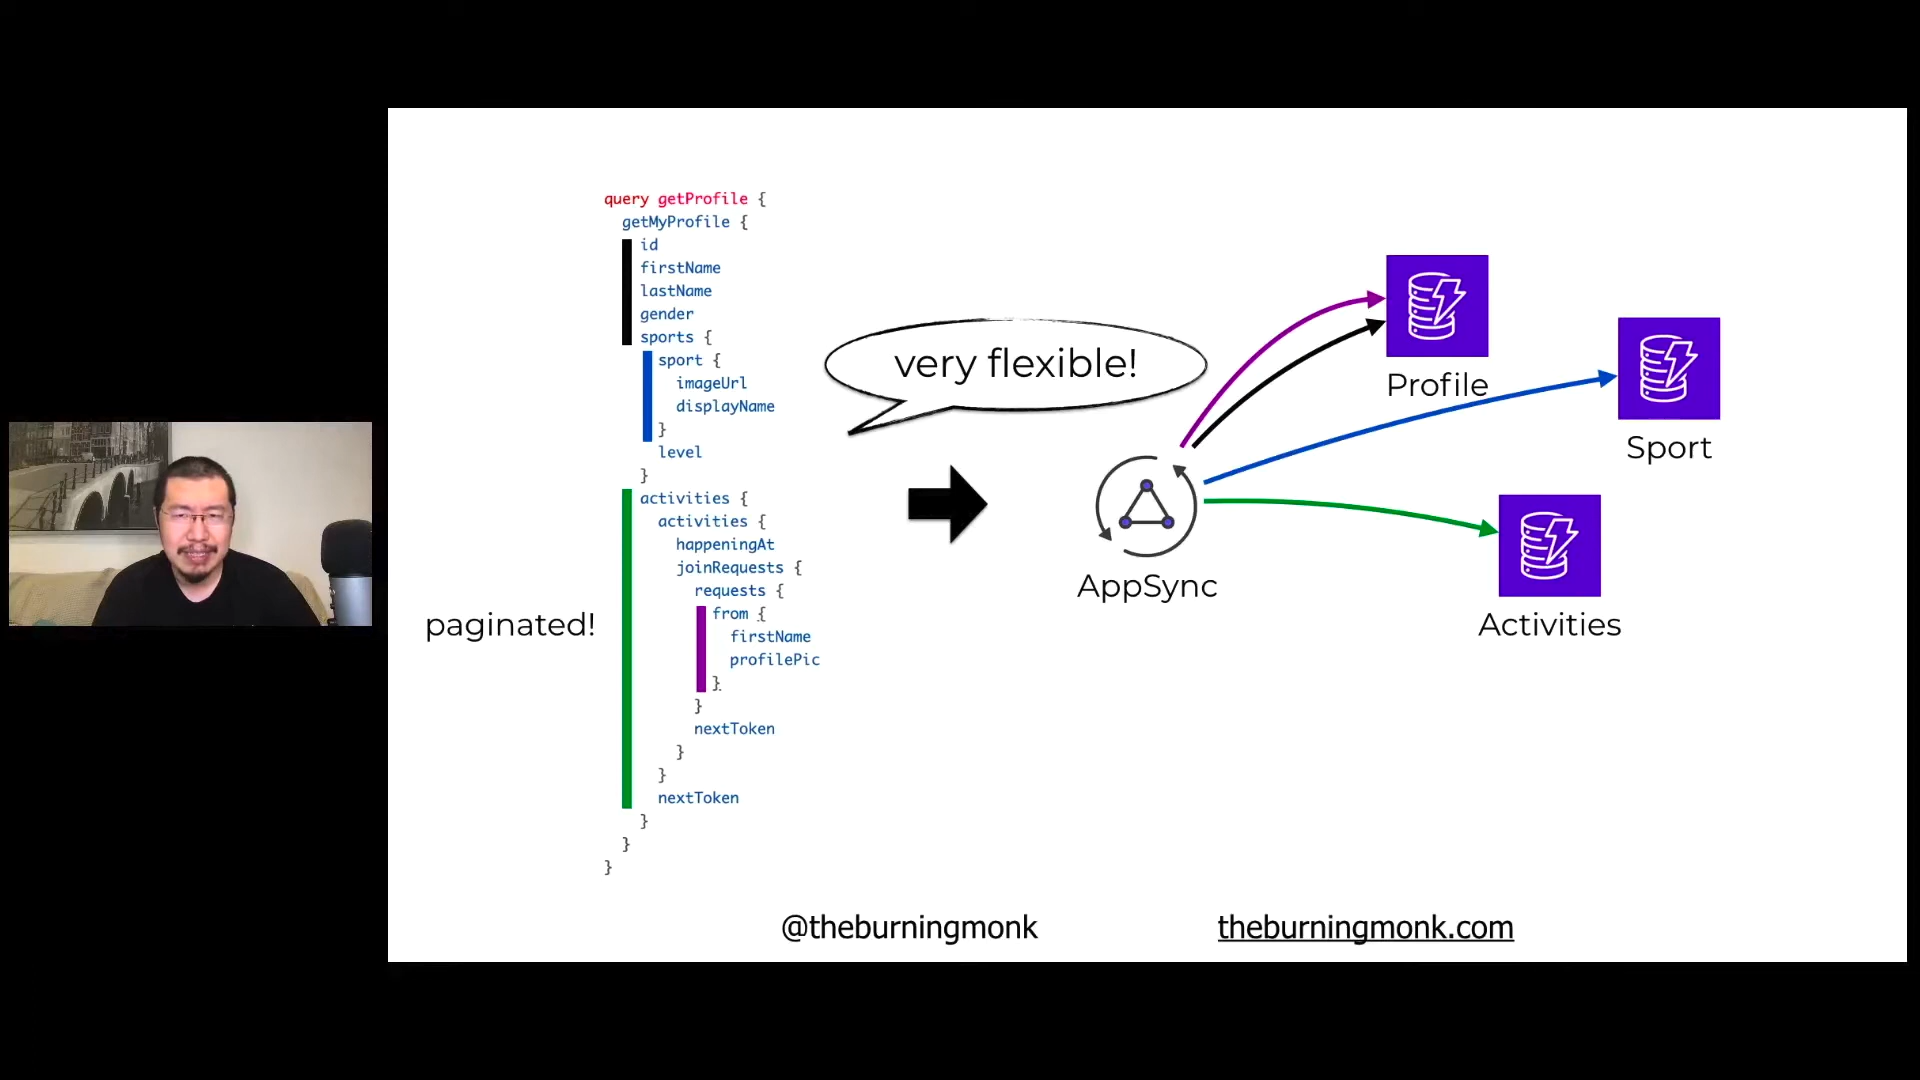 query getProfile {
getMyProfile {
id
firstName
lastName
gender
sports {
sport {
imageUrl
displayName
}
level
}
activities {
activities {
happeningAt
joinRequests {
requests {
from {
firstName
profilePic
}
}
nextToken
}
}
nextToken
}
}
}
paginated!
very flexible!
AppSync
Profile
Sport
Activities
@theburningmonk
theburningmonk.com